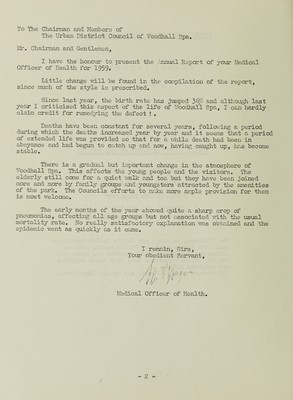 To The Chairman and Members of
The Urban District Council of Woodhall Spa.
Mr. Chairman and Gentlemen,
I have the honour to present the Annual Report of your Medical
Officer of Health for 1959.
Little change will be found in the compilation of the report,
since much of the style is prescribed.
Since last year, the birth rate has jumped 36% and although last
year I criticised this aspect of the life of Woodhall Spa, I can hardly
claim credit for remedying the defect !.
Deaths have been constant for several years, following a period
during which the deaths increased year by year and it seems that a period
of extended life was provided so that for a while death had been in
abeyance and had begun to catch up and now, having caught up, has become
stable.
There is a gradual but important change in the atmosphere of
Woodhall Spa. This affects the young people and the visitors. The
elderly still come for a quiet walk and tea but they have been joined
more and more by family groups and youngsters attracted by the amenities
of the park. The Councils efforts to make more ample provision for them
is most welcome.
The early months of the year showed quite a sharp crop of
pneumonias, affecting all age groups but not associated with the usual
mortality rate. No really satisfactory explanation was obtained and the
epidemic went as quickly as it came.
I remain, Sirs,
Your obedient Servant,
Medical Officer of Health.
- 2 -